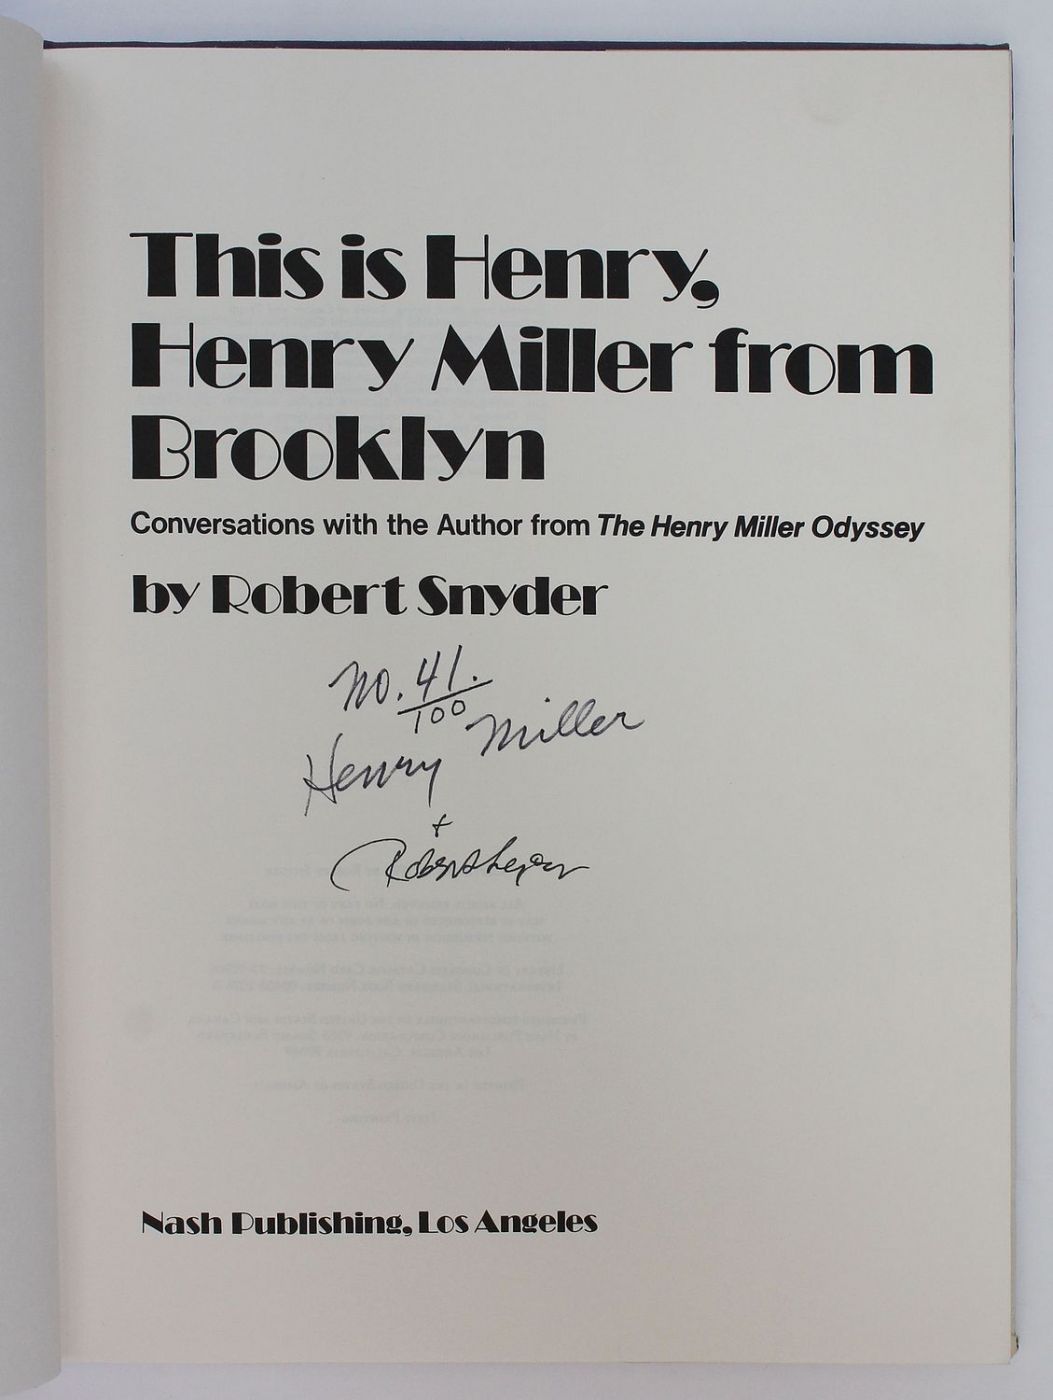 This is Henry,
Henry Miller from
Brooklyn
Conversations with the Author from The Henry Miller Odyssey
by Robert Snyder
No. 41.
100
Henry Miller
+
Robert Snyder
Nash Publishing, Los Angeles